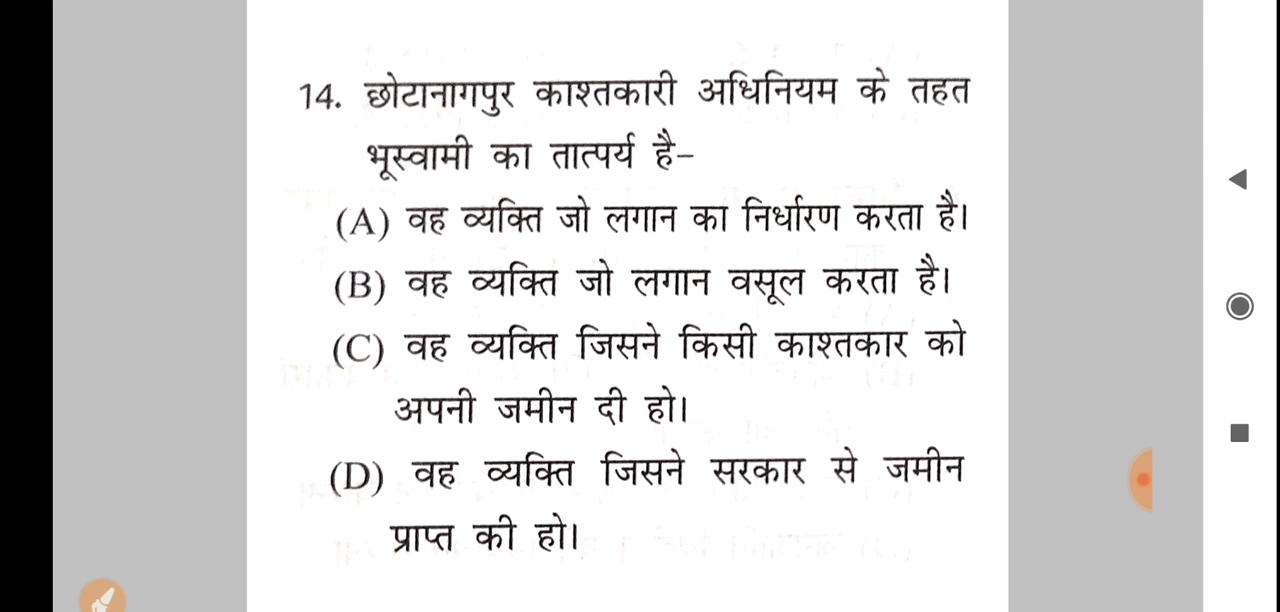 14. छोटानागपुर काश्तकारी अधिनियम के तहत
भूस्वामी का तात्पर्य है-
(A) वह व्यक्ति जो लगान का निर्धारण करता है।
(B) वह व्यक्ति जो लगान वसूल करता है।
(C) वह व्यक्ति जिसने किसी काश्तकार को
अपनी जमीन दी हो।
(D) वह व्यक्ति जिसने सरकार से जमीन
प्राप्त की हो।